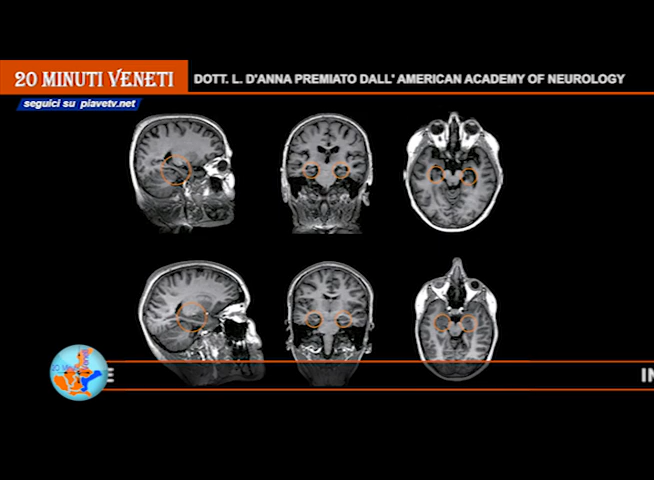 20 MINUTI VENETI
DOTT. L. D'ANNA PREMIATO DALL' AMERICAN ACADEMY OF NEUROLOGY
seguici su piavetv.net